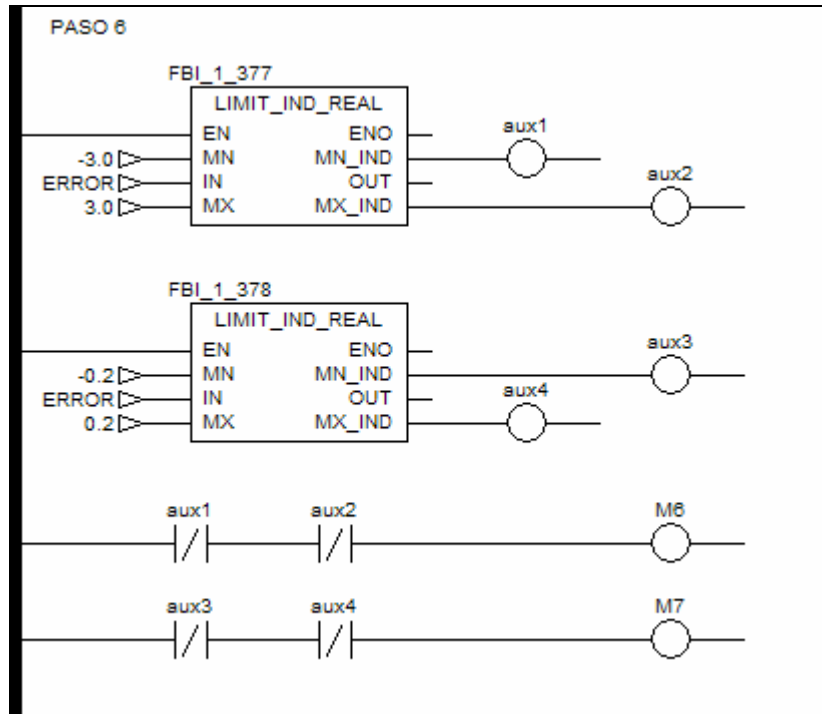 PASO 6
FBI_1_377
LIMIT_IND_REAL
EN ENO
aux1
-3.0 MN MN_IND
aux2
ERROR IN OUT
3.0 MX MX_IND
FBI_1_378
LIMIT_IND_REAL
EN ENO
aux3
-0.2 MN MN_IND
ERROR IN OUT
aux4
0.2 MX MX_IND
aux1 aux2 M6
aux3 aux4 M7